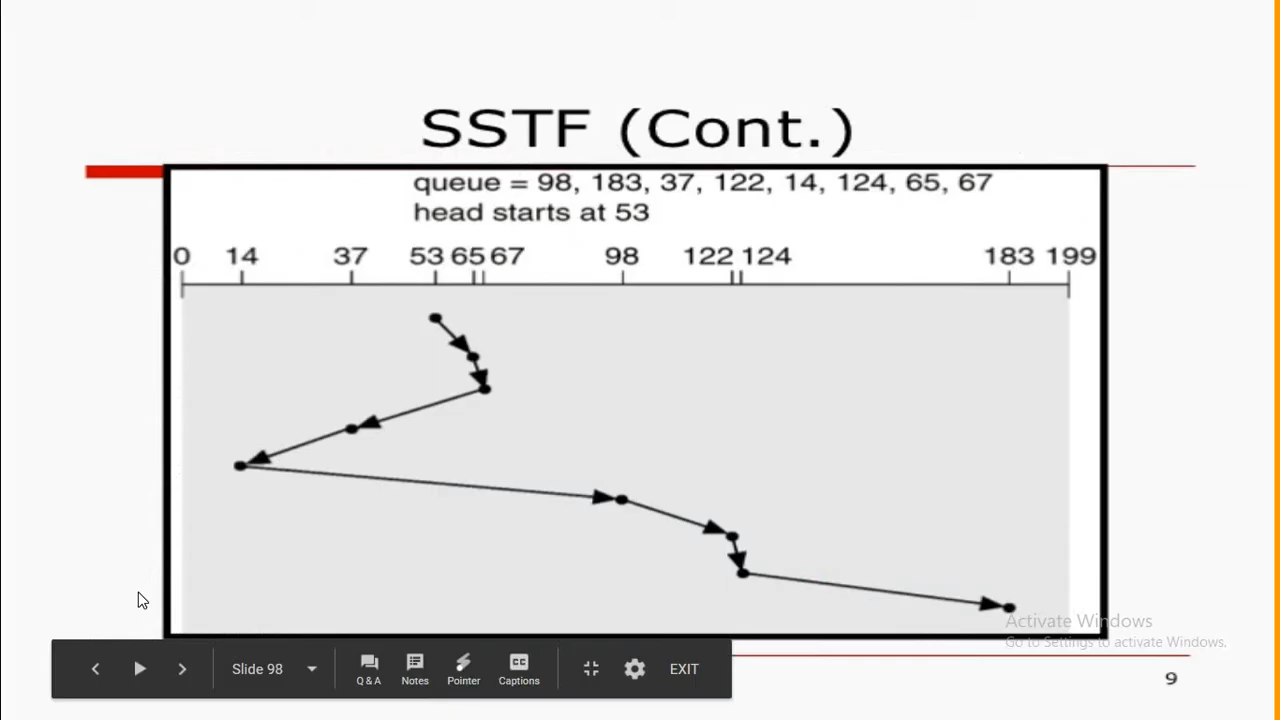 SSTF (Cont.)
queue = 98, 183, 37, 122, 14, 124, 65, 67
head starts at 53
0 14 37 53 65 67 98 122 124 183 199
Activate Windows
Go to Settings to activate Windows.
Slide 98
Q & A Notes Pointer CC Captions EXIT
9